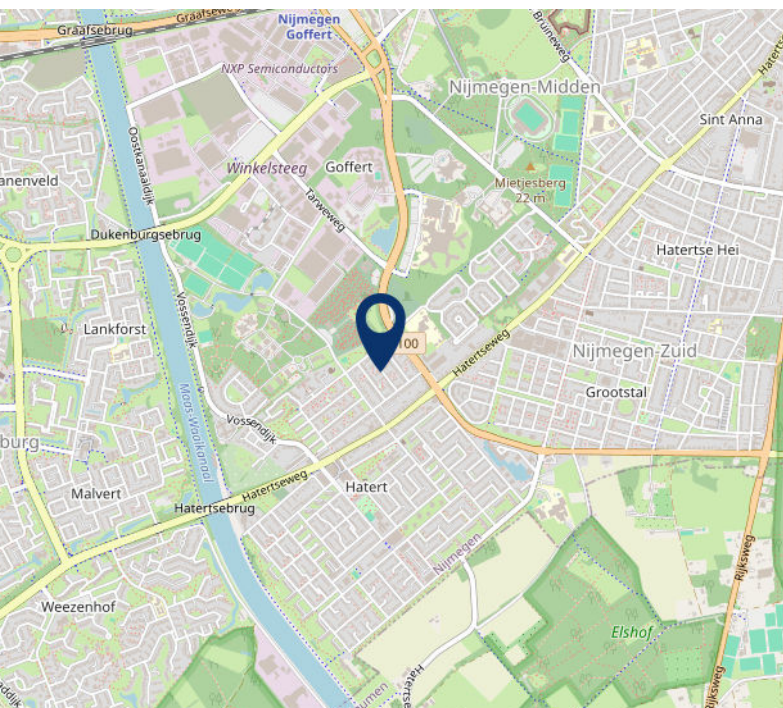 Graafsebrug
Graafseweg
Nijmegen
Goffert
Bruineweg
NXP Semiconductors
Nijmegen-Midden
Hatertseweg
Sint Anna
Oostkanaaldijk
Winkelsteeg
Goffert
Mietjesberg
22 m
Tarweweg
Dukenburgsebrug
Hatertse Hei
Vossendijk
Lankforst
100
Hatertseweg
Nijmegen-Zuid
Grootstal
Maas-Waalkanaal
Vossendijk
burg
Malvert
Hatertseweg
Hatert
Hatertsebrug
Nijmegen
Rijksweg
Weezenhof
Elshof
Rijksweg